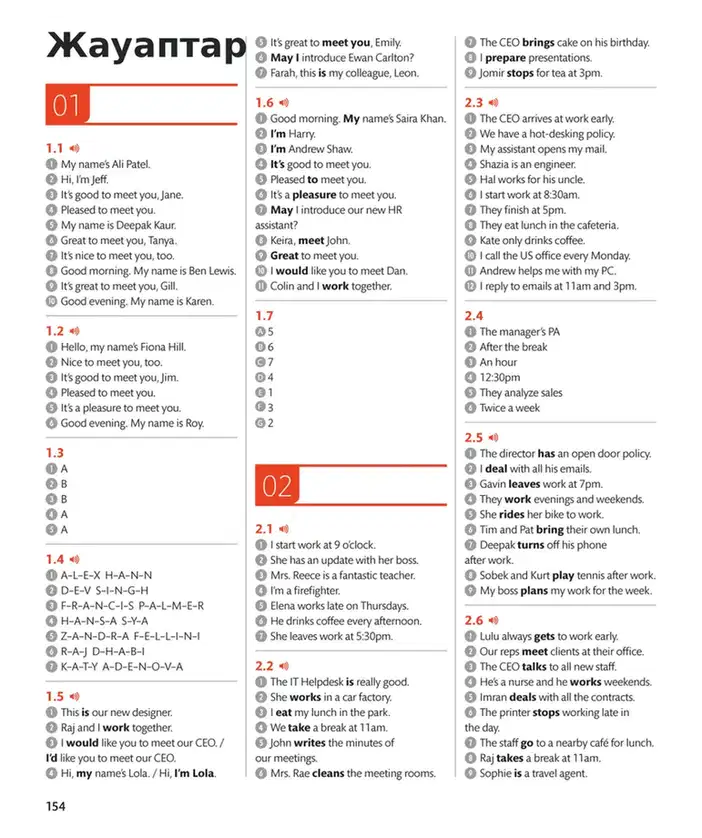 Жауаптар
01
1.1
1 My name's Ali Patel.
2 Hi, I'm Jeff.
3 It's good to meet you, Jane.
4 Pleased to meet you.
5 My name is Deepak Kaur.
6 Great to meet you, Tanya.
7 It's nice to meet you, too.
8 Good morning. My name is Ben Lewis.
9 It's great to meet you, Gill.
10 Good evening. My name is Karen.
1.2
1 Hello, my name's Fiona Hill.
2 Nice to meet you, too.
3 It's good to meet you, Jim.
4 Pleased to meet you.
5 It's a pleasure to meet you.
6 Good evening. My name is Roy.
1.3
1 A
2 B
3 B
4 A
5 A
1.4
1 A–L–E–X H–A–N–N
2 D–E–V S–I–N–G–H
3 F–R–A–N–C–I–S P–A–L–M–E–R
4 H–A–N–S–A S–Y–A
5 Z–A–N–D–R–A F–E–L–L–I–N–I
6 R–A–J D–H–A–B–I
7 K–A–T–Y A–D–E–N–O–V–A
1.5
1 This is our new designer.
2 Raj and I work together.
3 I would like you to meet our CEO. /
I'd like you to meet our CEO.
4 Hi, my name's Lola. / Hi, I'm Lola.
5 It's great to meet you, Emily.
6 May I introduce Ewan Carlton?
7 Farah, this is my colleague, Leon.
1.6
1 Good morning. My name's Saira Khan.
2 I'm Harry.
3 I'm Andrew Shaw.
4 It's good to meet you.
5 Pleased to meet you.
6 It's a pleasure to meet you.
7 May I introduce our new HR
assistant?
8 Keira, meet John.
9 Great to meet you.
10 I would like you to meet Dan.
11 Colin and I work together.
1.7
A 5
B 6
C 7
D 4
E 1
F 3
G 2
02
2.1
1 I start work at 9 o'clock.
2 She has an update with her boss.
3 Mrs. Reece is a fantastic teacher.
4 I'm a firefighter.
5 Elena works late on Thursdays.
6 He drinks coffee every afternoon.
7 She leaves work at 5:30pm.
2.2
1 The IT Helpdesk is really good.
2 She works in a car factory.
3 I eat my lunch in the park.
4 We take a break at 11am.
5 John writes the minutes of
our meetings.
6 Mrs. Rae cleans the meeting rooms.
7 The CEO brings cake on his birthday.
8 I prepare presentations.
9 Jomir stops for tea at 3pm.
2.3
1 The CEO arrives at work early.
2 We have a hot-desking policy.
3 My assistant opens my mail.
4 Shazia is an engineer.
5 Hal works for his uncle.
6 I start work at 8:30am.
7 They finish at 5pm.
8 They eat lunch in the cafeteria.
9 Kate only drinks coffee.
10 I call the US office every Monday.
11 Andrew helps me with my PC.
12 I reply to emails at 11am and 3pm.
2.4
1 The manager's PA
2 After the break
3 An hour
4 12:30pm
5 They analyze sales
6 Twice a week
2.5
1 The director has an open door policy.
2 I deal with all his emails.
3 Gavin leaves work at 7pm.
4 They work evenings and weekends.
5 She rides her bike to work.
6 Tim and Pat bring their own lunch.
7 Deepak turns off his phone
after work.
8 Sobek and Kurt play tennis after work.
9 My boss plans my work for the week.
2.6
1 Lulu always gets to work early.
2 Our reps meet clients at their office.
3 The CEO talks to all new staff.
4 He's a nurse and he works weekends.
5 Imran deals with all the contracts.
6 The printer stops working late in
the day.
7 The staff go to a nearby café for lunch.
8 Raj takes a break at 11am.
9 Sophie is a travel agent.
154